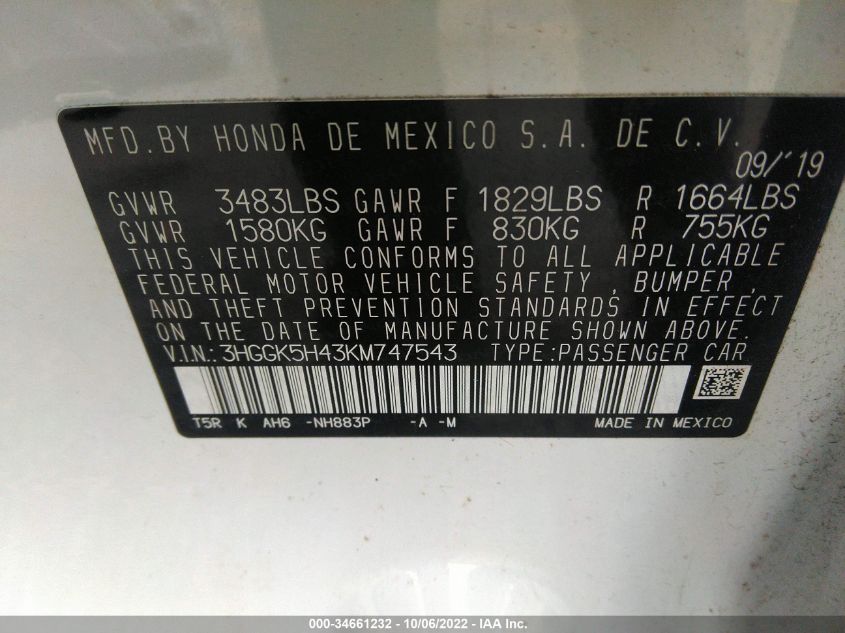 MFD.BY HONDA DE MEXICO S.A. DE C.V.
09/'19
GVWR 3483LBS GAWR F 1829LBS R 1664LBS
GVWR 1580KG GAWR F 830KG R 755KG
THIS VEHICLE CONFORMS TO ALL APPLICABLE
FEDERAL MOTOR VEHICLE SAFETY , BUMPER ,
AND THEFT PREVENTION STANDARDS IN EFFECT
ON THE DATE OF MANUFACTURE SHOWN ABOVE.
V.I.N.:3HGGK5H43KM747543 TYPE:PASSENGER CAR
T5R K AH6 -NH883P -A -M MADE IN MEXICO
000-34661232 - 10/06/2022 - IAA Inc.